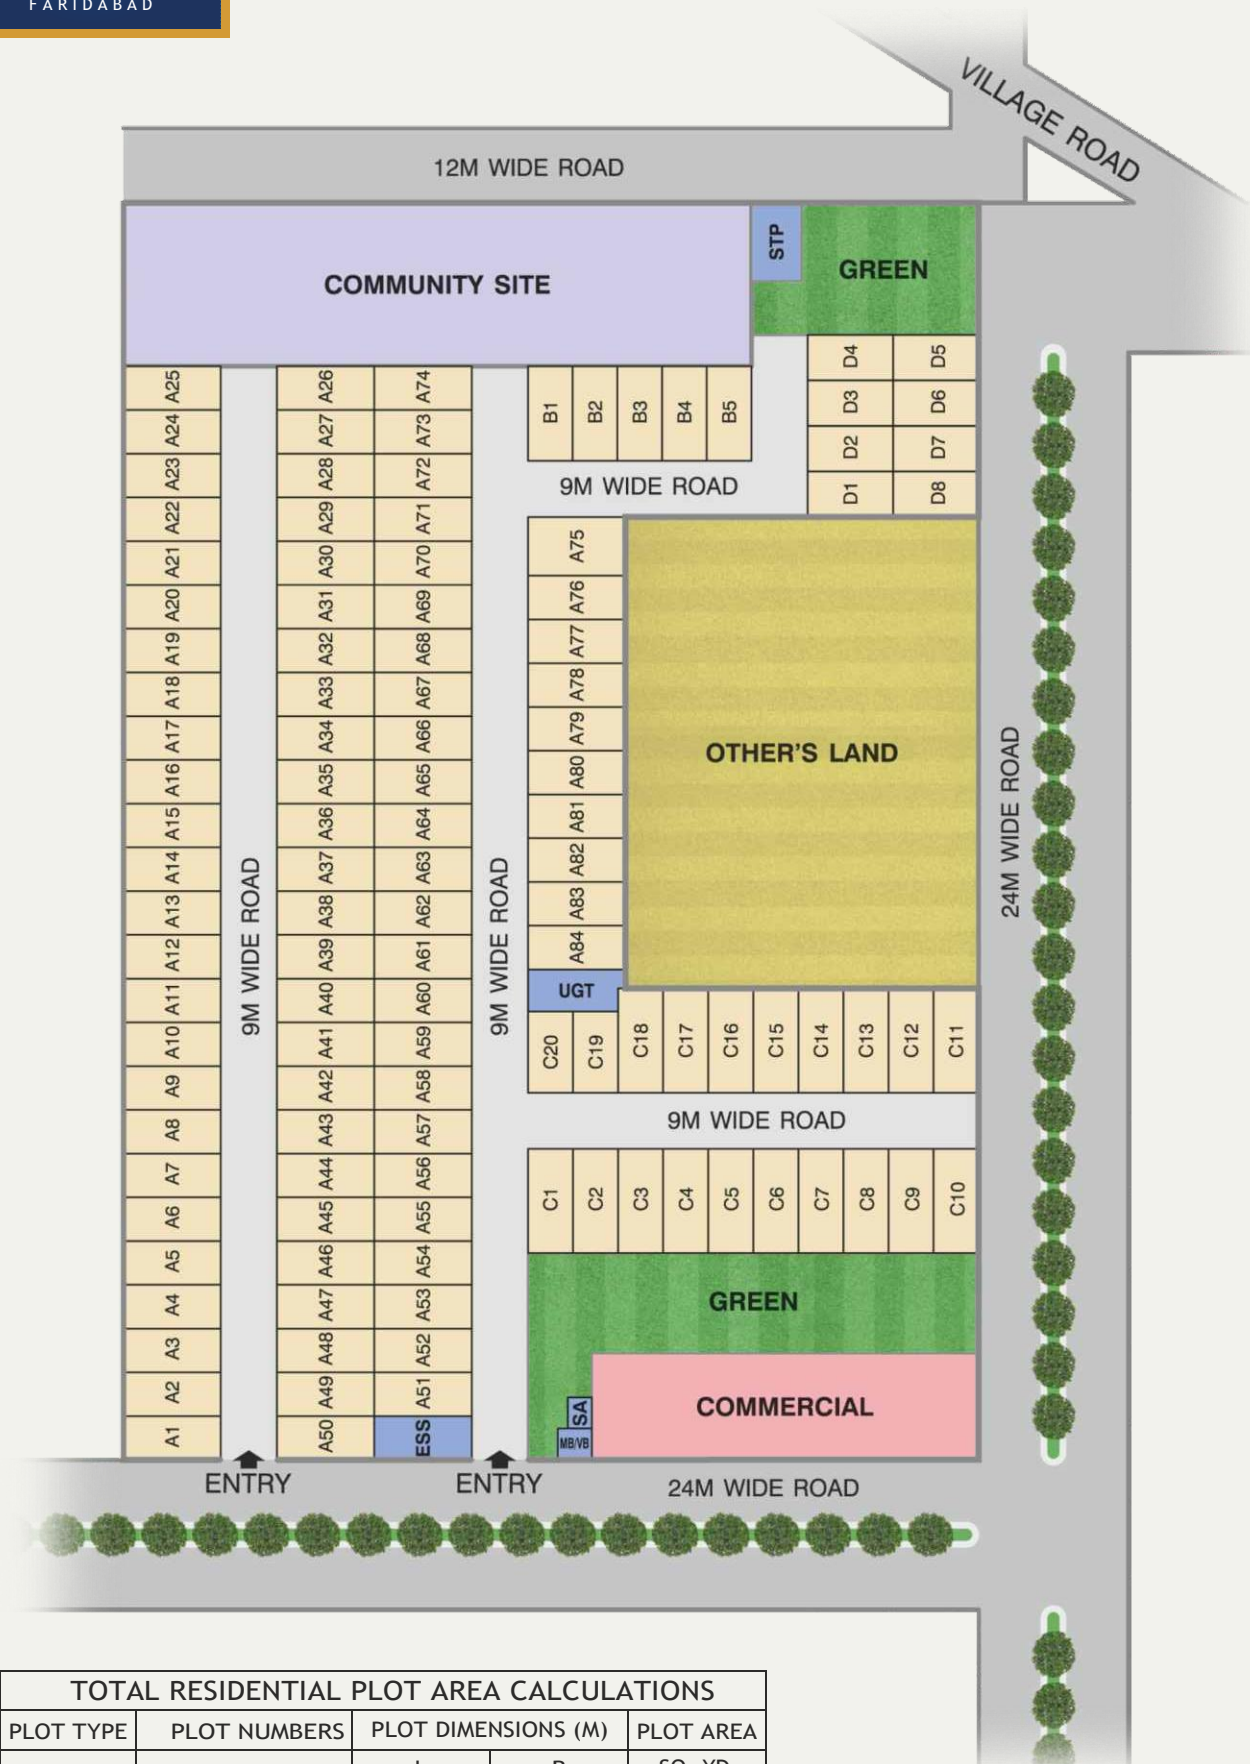 FARIDABAD
VILLAGE ROAD
12M WIDE ROAD
COMMUNITY SITE
STP
GREEN
D4 D5
D3 D6
D2 D7
D1 D8
B1 B2 B3 B4 B5
9M WIDE ROAD
A25 A26 A74
A24 A27 A73
A23 A28 A72
A22 A29 A71
A21 A30 A70
A20 A31 A69
A19 A32 A68
A18 A33 A67
A17 A34 A66
A16 A35 A65
A15 A36 A64
A14 A37 A63
A13 A38 A62
A12 A39 A61
A11 A40 A60
A10 A41 A59
A9 A42 A58
A8 A43 A57
A7 A44 A56
A6 A45 A55
A5 A46 A54
A4 A47 A53
A3 A48 A52
A2 A49 A51
A1 A50 ESS
9M WIDE ROAD
9M WIDE ROAD
A75
A76
A77
A78
A79
A80
A81
A82
A83
A84
UGT
OTHER'S LAND
24M WIDE ROAD
C20 C19 C18 C17 C16 C15 C14 C13 C12 C11
9M WIDE ROAD
C1 C2 C3 C4 C5 C6 C7 C8 C9 C10
GREEN
COMMERCIAL
SA
MB/VB
ENTRY ENTRY 24M WIDE ROAD
TOTAL RESIDENTIAL PLOT AREA CALCULATIONS
PLOT TYPE PLOT NUMBERS PLOT DIMENSIONS (M) PLOT AREA